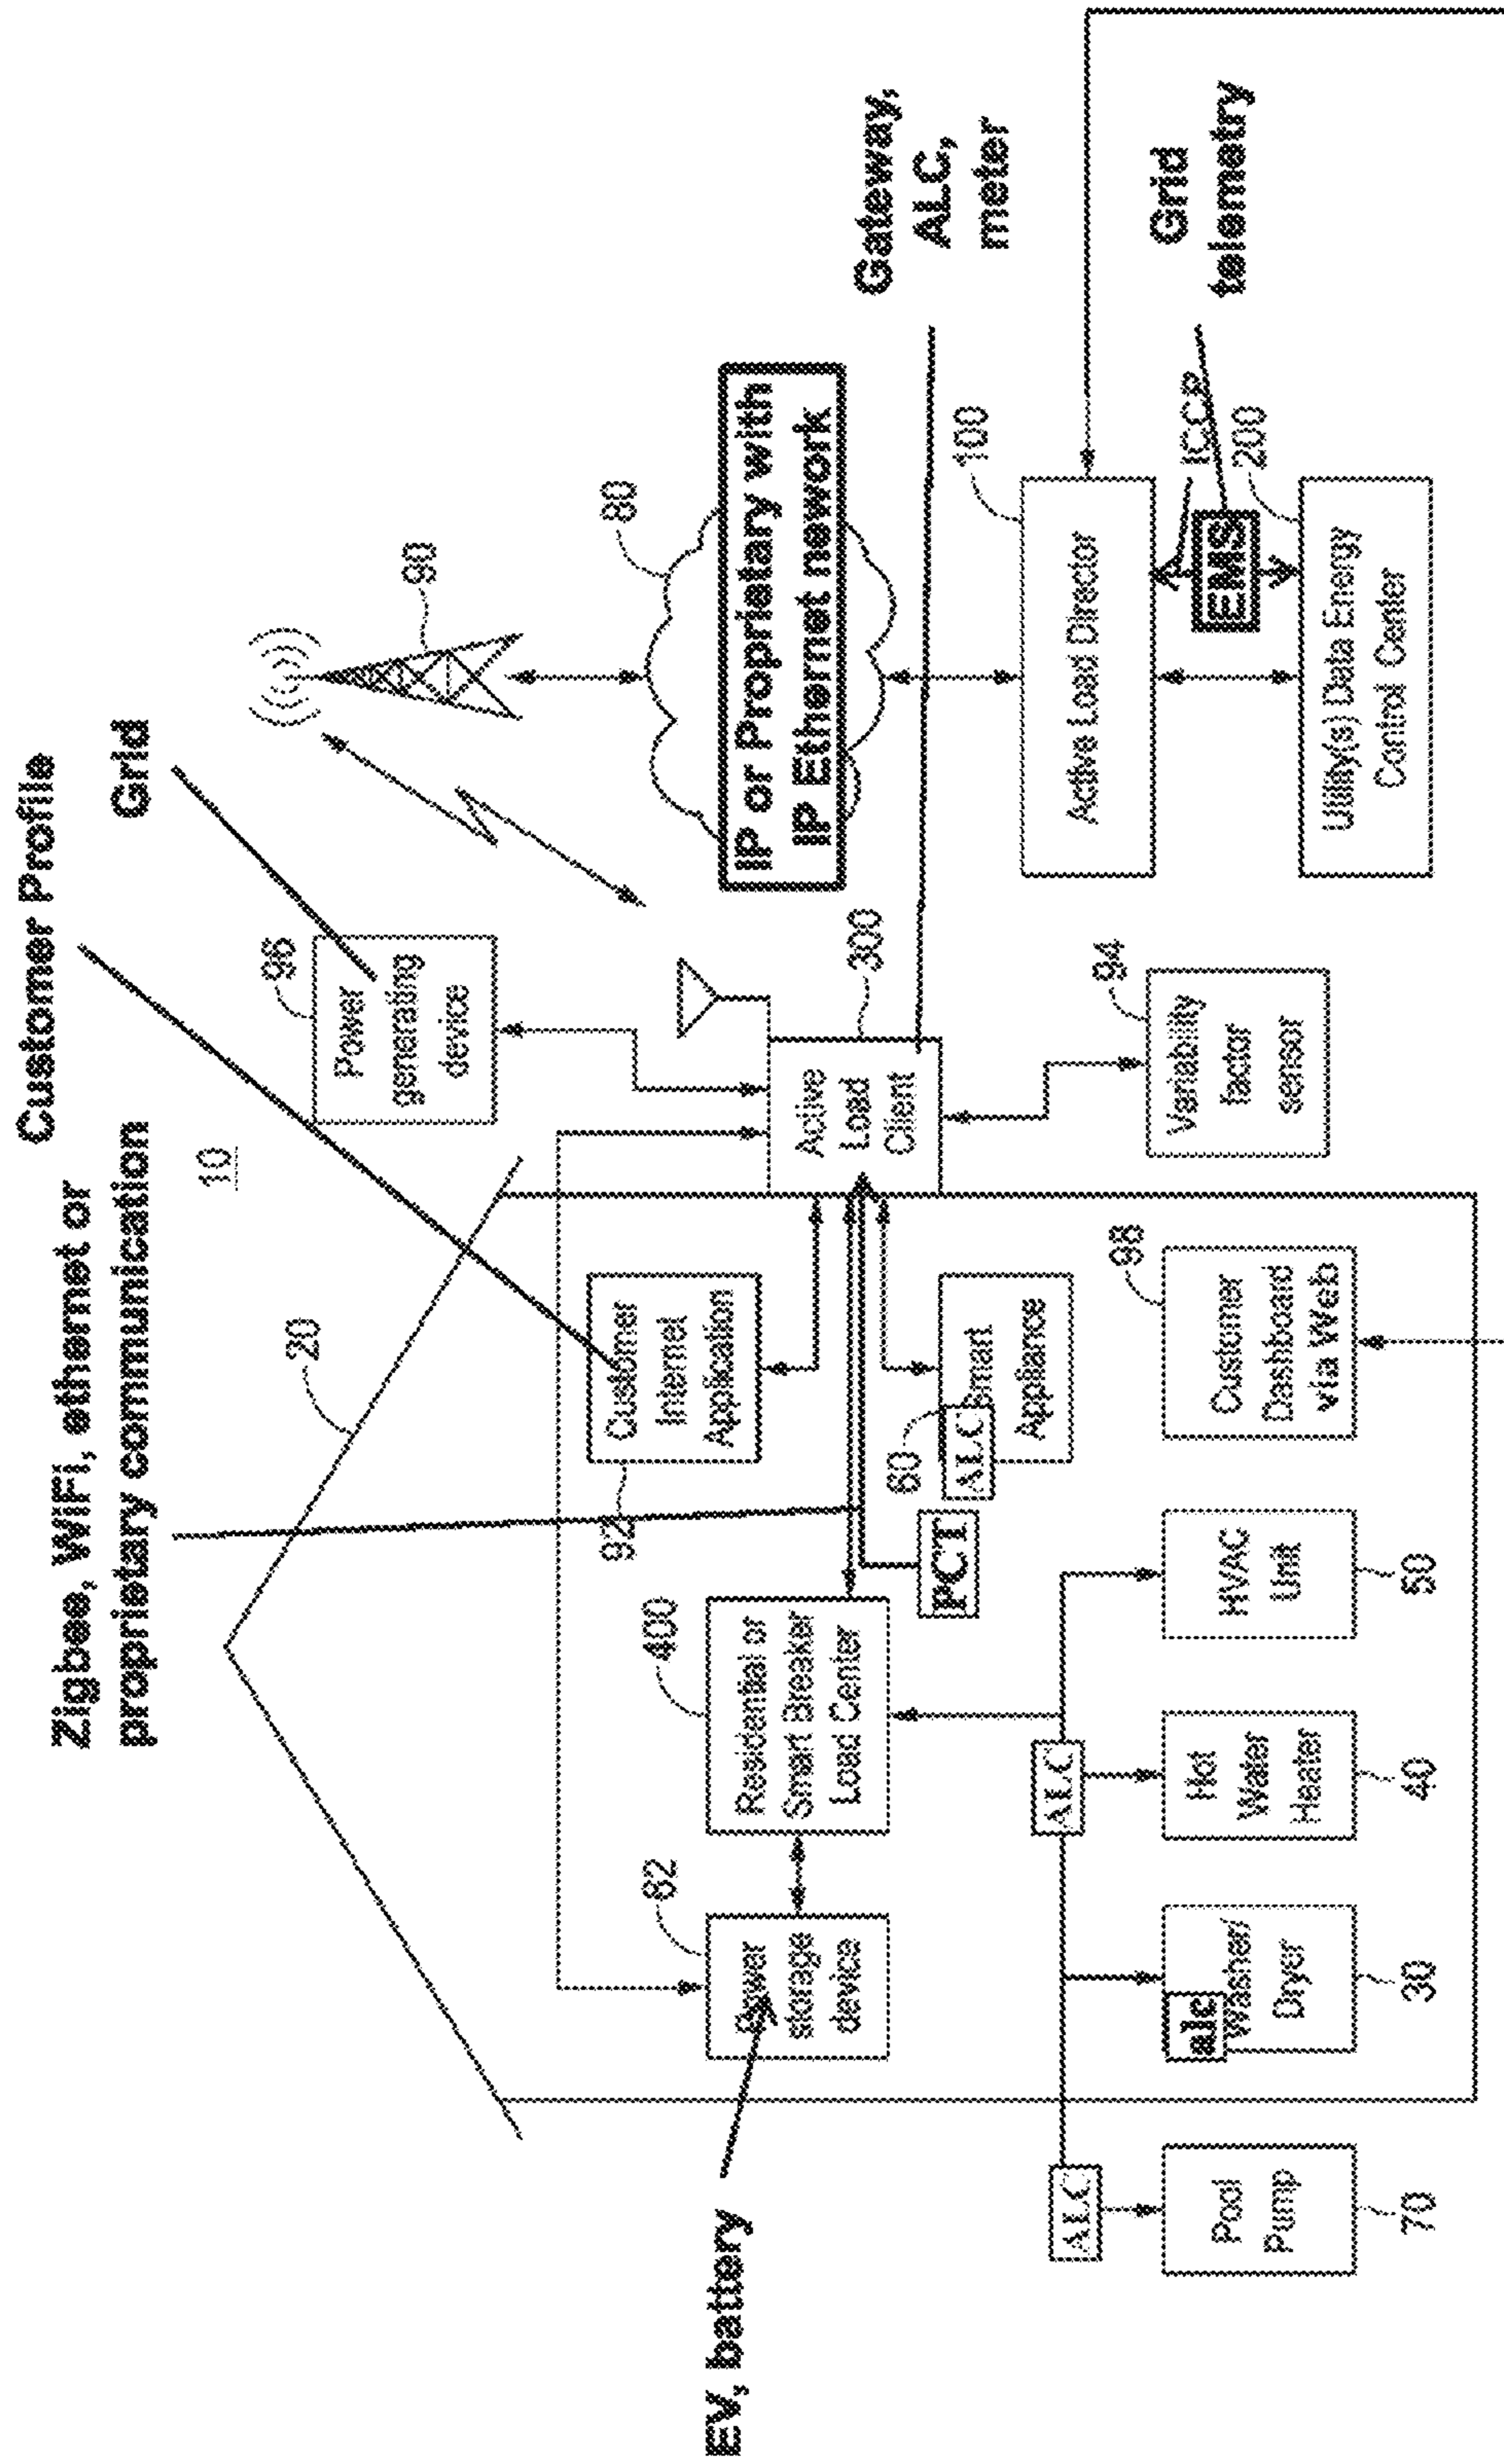 Customer Profile
Grid
Zigbee, WiFi, ethernet or
proprietary communication
10
20
96
Power
generating
device
90
80
IP or Proprietary with
IP Ethernet network
Gateway,
ALC,
meter
Grid
telemetry
100
Active Load Director
ICCP
EMS
200
Utility(s) Data Energy
Control Center
300
Active
Load
Client
94
Variability
factor
sensor
Customer
Internet
Application
92
60
Smart
Appliance
ALC
PCT
98
Customer
Dashboard
via Web
400
Residential or
Smart Breaker
Load Center
62
Power
storage
device
EV, battery
ALC
HVAC
Unit
50
Hot
Water
Heater
40
alc
Washer/
Dryer
30
ALC
Pool
Pump
70